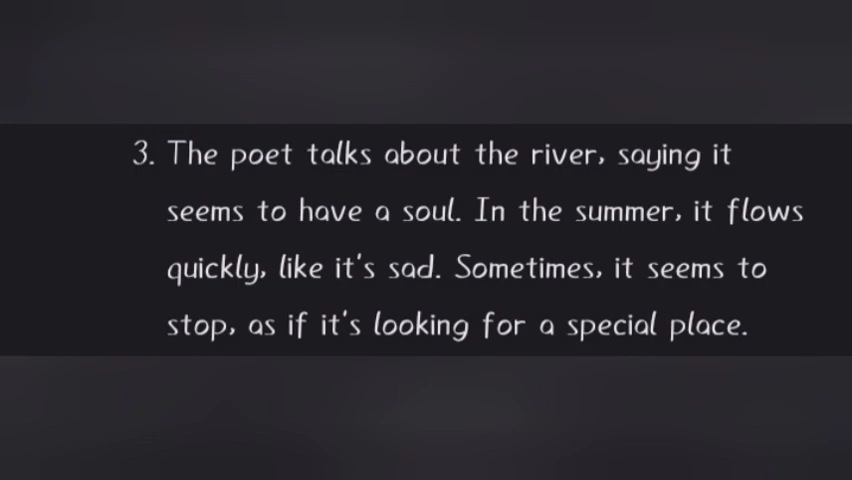 3. The poet talks about the river, saying it
seems to have a soul. In the summer, it flows
quickly, like it's sad. Sometimes, it seems to
stop, as if it's looking for a special place.